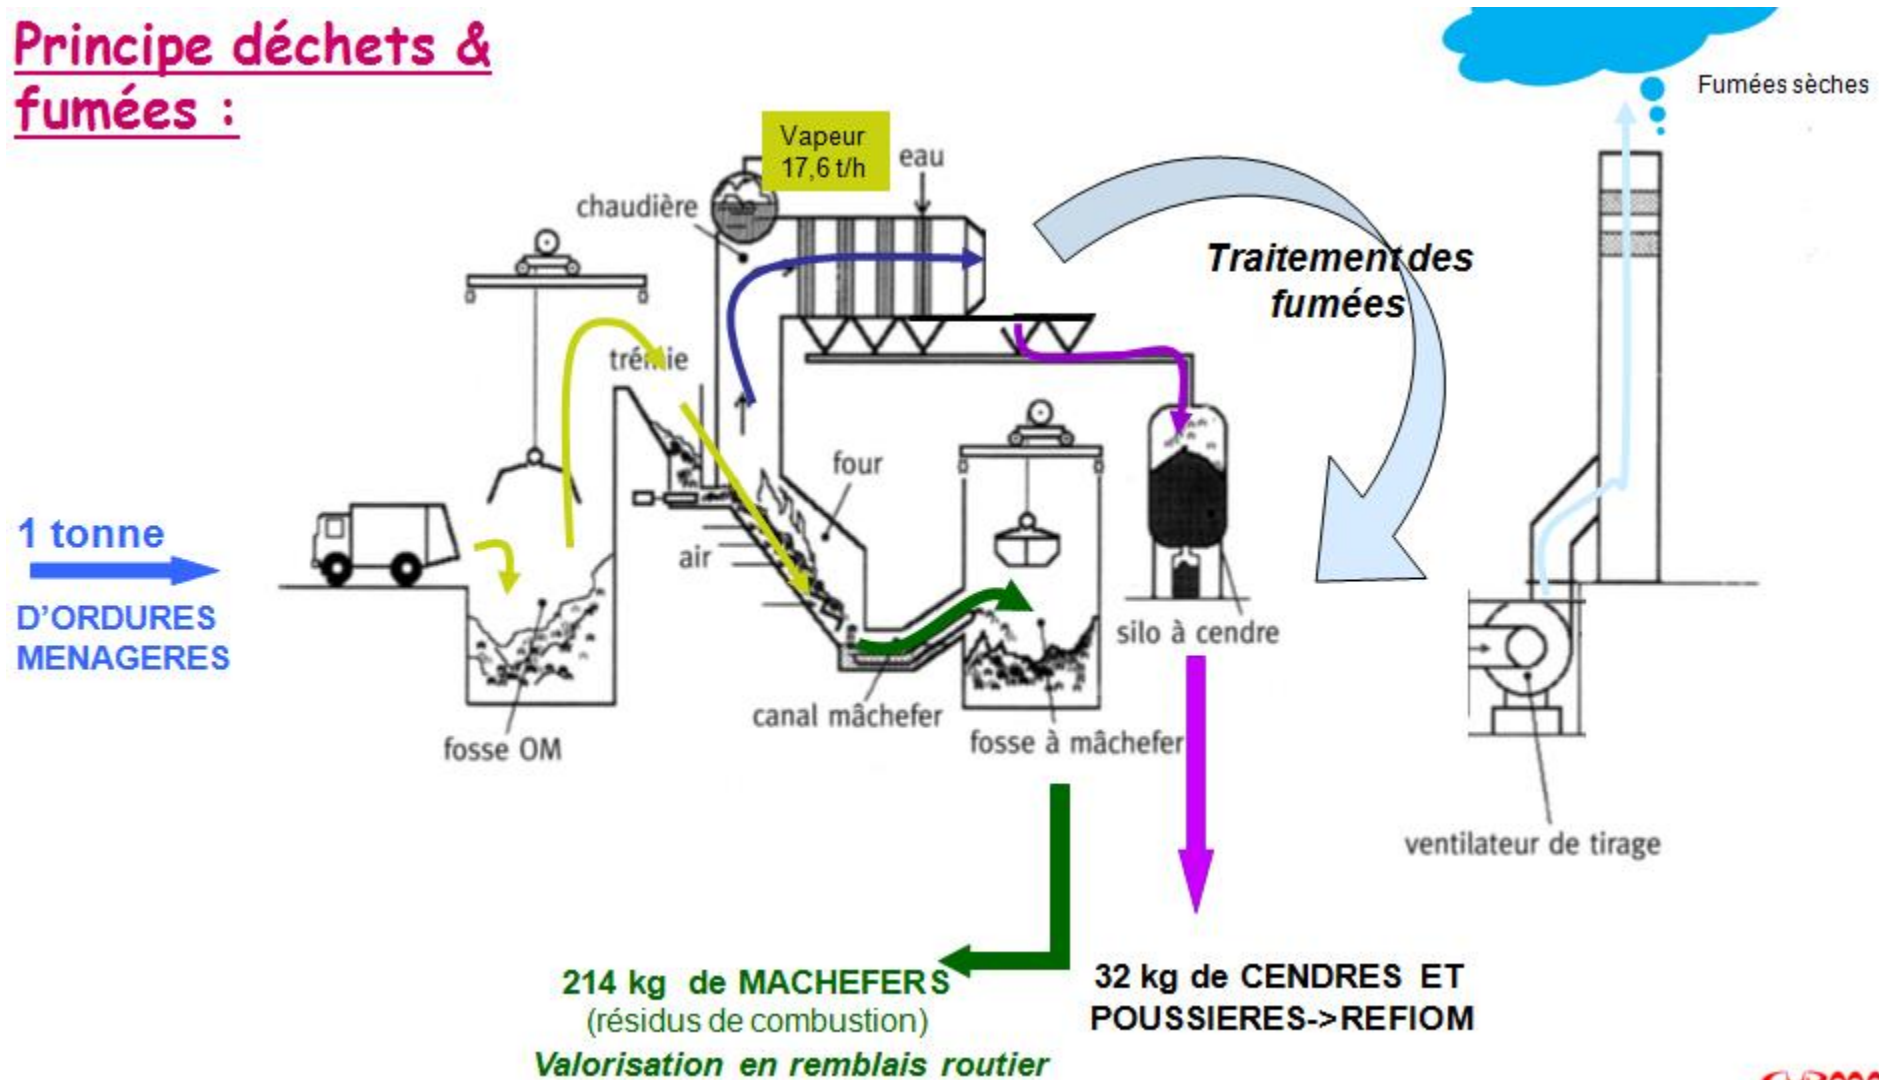 Principe déchets &
fumées :
Fumées sèches
Vapeur
17,6 t/h
eau
chaudière
Traitement des
fumées
trémie
four
1 tonne
air
D'ORDURES
MENAGERES
silo à cendre
canal mâchefer
fosse à mâchefer
fosse OM
ventilateur de tirage
214 kg de MACHEFERS
(résidus de combustion)
Valorisation en remblais routier
32 kg de CENDRES ET
POUSSIERES->REFIOM